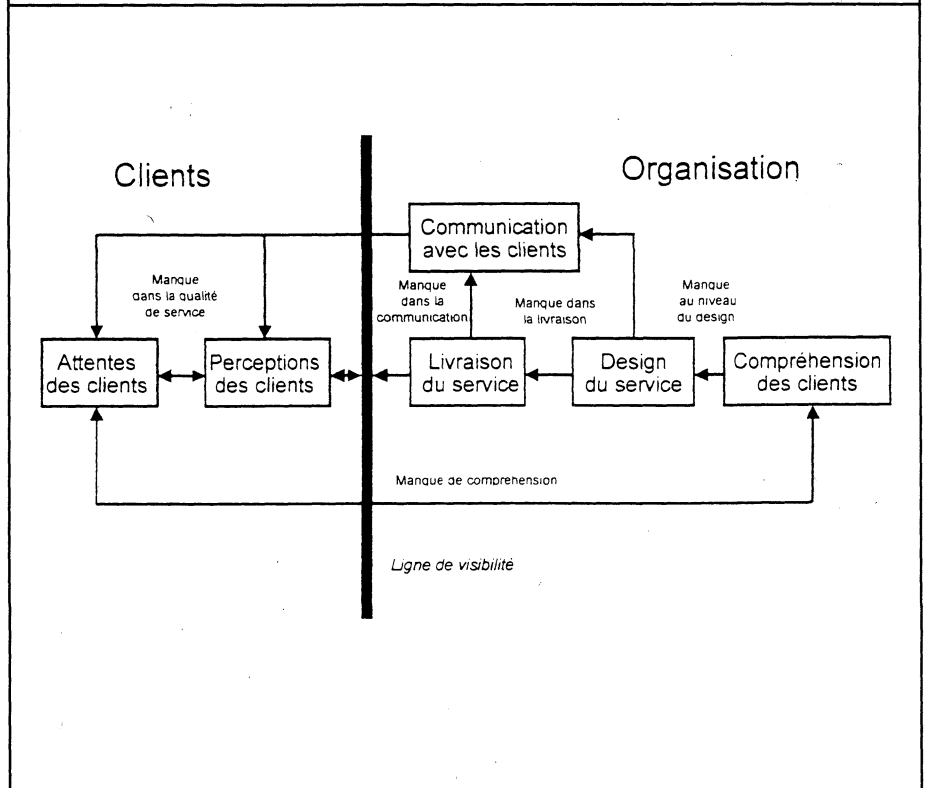 Clients
Organisation
Communication
avec les clients
Manque
dans la qualité
de service
Manque
dans la
communication
Manque dans
la livraison
Manque
au niveau
du design
Attentes
des clients
Perceptions
des clients
Livraison
du service
Design
du service
Compréhension
des clients
Manque de comprehension
Ligne de visibilité